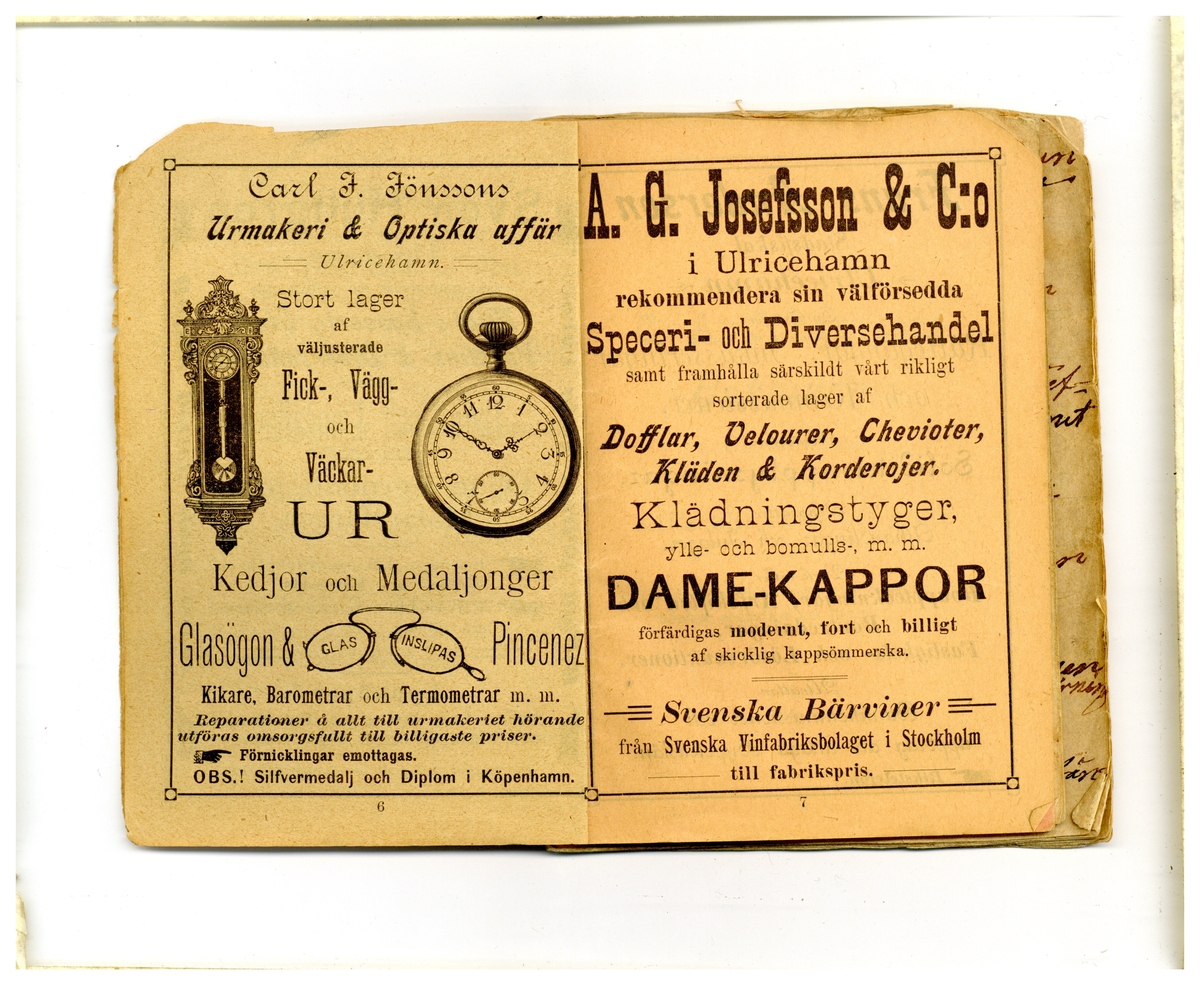 Carl J. Jönssons
Urmakeri & Optiska affär
Ulricehamn.
Stort lager
af
väljusterade
Fick-, Vägg-
och
Väckar-
UR
Kedjor och Medaljonger
Glasögon & GLAS INSLIPAS Pincenez
Kikare, Barometrar och Termometrar m. m.
Reparationer å allt till urmakeriet hörande
utföras omsorgsfullt till billigaste priser.
Förnicklingar emottagas.
OBS.! Silfvermedalj och Diplom i Köpenhamn.
6
A. G. Josefsson & C:o
i Ulricehamn
rekommendera sin välförsedda
Speceri- och Diversehandel
samt framhålla särskildt vårt rikligt
sorterade lager af
Dofflar, Velourer, Chevioter,
Kläden & Korderojer.
Klädningstyger,
ylle- och bomulls-, m. m.
DAME-KAPPOR
förfärdigas modernt, fort och billigt
af skicklig kappsömmerska.
Svenska Bärviner
från Svenska Vinfabriksbolaget i Stockholm
till fabrikspris.
7